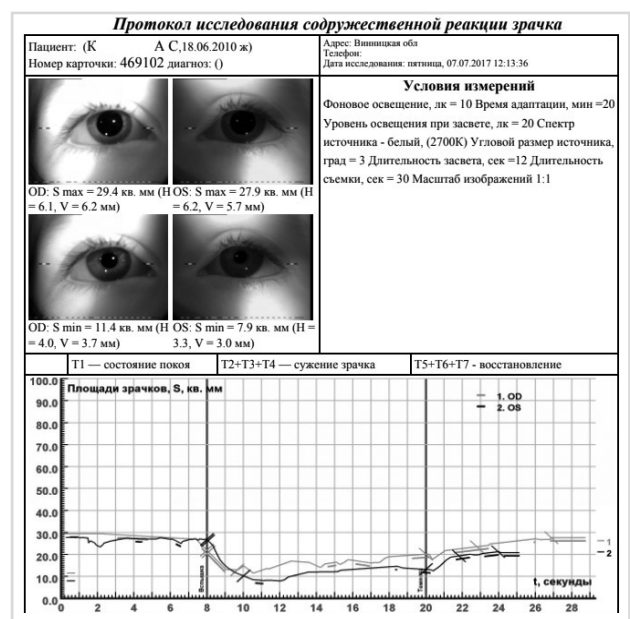 Протокол исследования содружественной реакции зрачка
Пациент: (К А С,18.06.2010 ж)
Номер карточки: 469102 диагноз: ()
Адрес: Винницкая обл
Телефон:
Дата исследования: пятница, 07.07.2017 12:13:36
OD: S max = 29.4 кв. мм (H
= 6.1, V = 6.2 мм)
OS: S max = 27.9 кв. мм (H
= 6.2, V = 5.7 мм)
OD: S min = 11.4 кв. мм (H
= 4.0, V = 3.7 мм)
OS: S min = 7.9 кв. мм (H =
3.3, V = 3.0 мм)
Условия измерений
Фоновое освещение, лк = 10 Время адаптации, мин =20
Уровень освещения при засвете, лк = 20 Спектр
источника - белый, (2700K) Угловой размер источника,
град = 3 Длительность засвета, сек =12 Длительность
съемки, сек = 30 Масштаб изображений 1:1
T1 — состояние покоя
T2+T3+T4 — сужение зрачка
T5+T6+T7 - восстановление
Площади зрачков, S, кв. мм
1. OD
2. OS
100.0
90.0
80.0
70.0
60.0
50.0
40.0
30.0
20.0
10.0
0.0
1
2
Вспышка
t, секунды
0 2 4 6 8 10 12 14 16 18 20 22 24 26 28